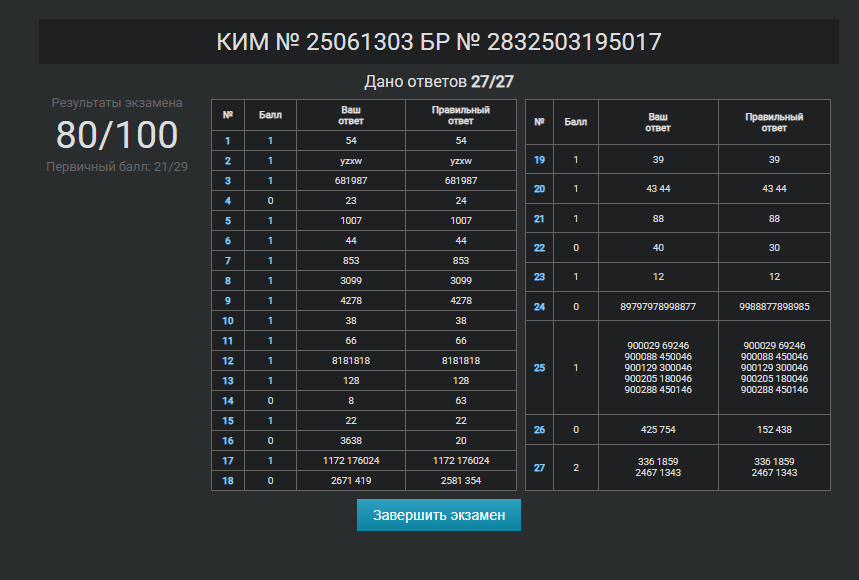 КИМ № 25061303 БР № 2832503195017
Дано ответов 27/27
Результаты экзамена
80/100
Первичный балл: 21/29
№ Балл Ваш ответ Правильный ответ
1 1 54 54
2 1 yzxw yzxw
3 1 681987 681987
4 0 23 24
5 1 1007 1007
6 1 44 44
7 1 853 853
8 1 3099 3099
9 1 4278 4278
10 1 38 38
11 1 66 66
12 1 8181818 8181818
13 1 128 128
14 0 8 63
15 1 22 22
16 0 3638 20
17 1 1172 176024 1172 176024
18 0 2671 419 2581 354
№ Балл Ваш ответ Правильный ответ
19 1 39 39
20 1 43 44 43 44
21 1 88 88
22 0 40 30
23 1 12 12
24 0 89797978998877 9988877898985
25 1
900029 69246 900029 69246
900088 450046 900088 450046
900129 300046 900129 300046
900205 180046 900205 180046
900288 450146 900288 450146
26 0 425 754 152 438
27 2
336 1859 336 1859
2467 1343 2467 1343
Завершить экзамен